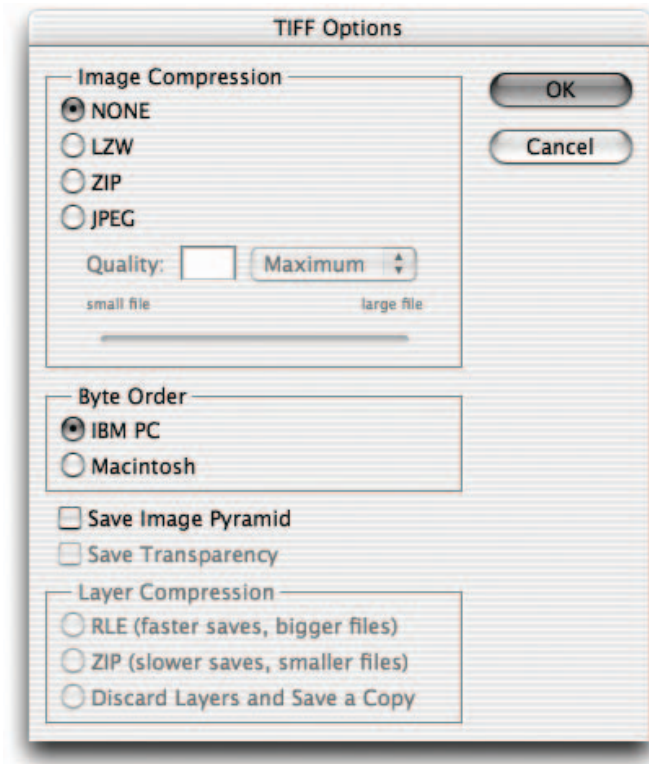 TIFF Options
Image Compression
NONE
LZW
ZIP
JPEG
Quality: Maximum
small file large file
Byte Order
IBM PC
Macintosh
Save Image Pyramid
Save Transparency
Layer Compression
RLE (faster saves, bigger files)
ZIP (slower saves, smaller files)
Discard Layers and Save a Copy
OK
Cancel